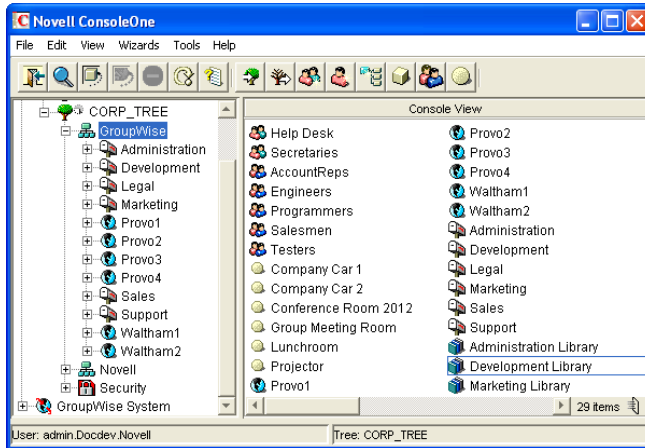 Novell ConsoleOne
File Edit View Wizards Tools Help
CORP_TREE
GroupWise
Administration
Development
Legal
Marketing
Provo1
Provo2
Provo3
Provo4
Sales
Support
Waltham1
Waltham2
Novell
Security
GroupWise System
Console View
Help Desk
Secretaries
AccountReps
Engineers
Programmers
Salesmen
Testers
Company Car 1
Company Car 2
Conference Room 2012
Group Meeting Room
Lunchroom
Projector
Provo1
Provo2
Provo3
Provo4
Waltham1
Waltham2
Administration
Development
Legal
Marketing
Sales
Support
Administration Library
Development Library
Marketing Library
29 items
User: admin.Docdev.Novell
Tree: CORP_TREE